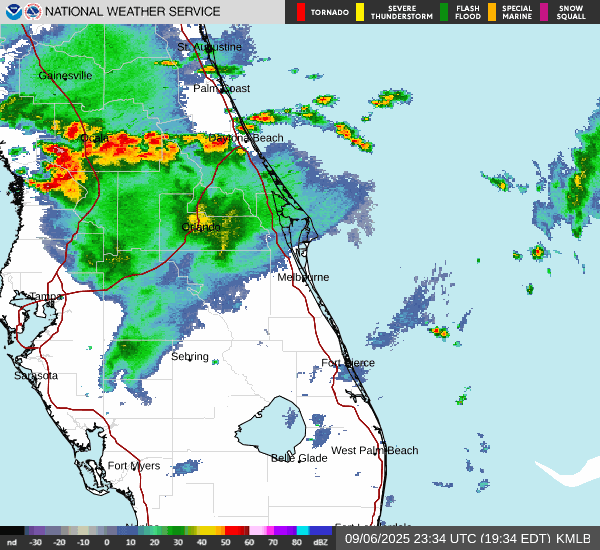 NATIONAL WEATHER SERVICE
TORNADO
SEVERE
THUNDERSTORM
FLASH
FLOOD
SPECIAL
MARINE
SNOW
SQUALL
St. Augustine
Gainesville
Palm Coast
Ocala
Daytona Beach
Orlando
Melbourne
Tampa
Sebring
Fort Pierce
Sarasota
West Palm Beach
Belle Glade
Fort Myers
nd -30 -20 -10 0 10 20 30 40 50 60 70 80 dBZ
09/06/2025 23:34 UTC (19:34 EDT) KMLB